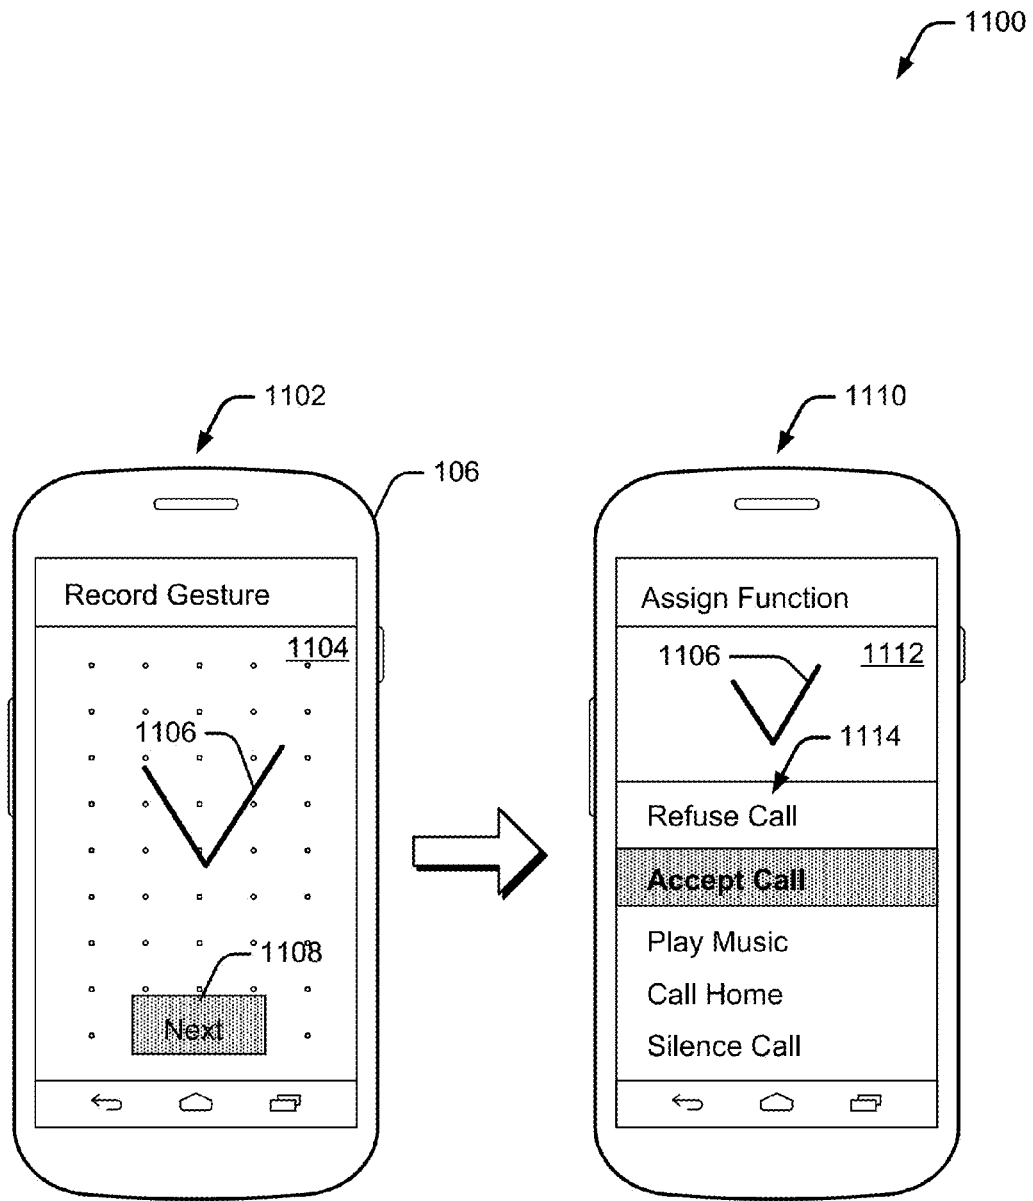 1100
1102
1110
106
Record Gesture
1104
1106
1108
Next
Assign Function
1106
1112
1114
Refuse Call
Accept Call
Play Music
Call Home
Silence Call